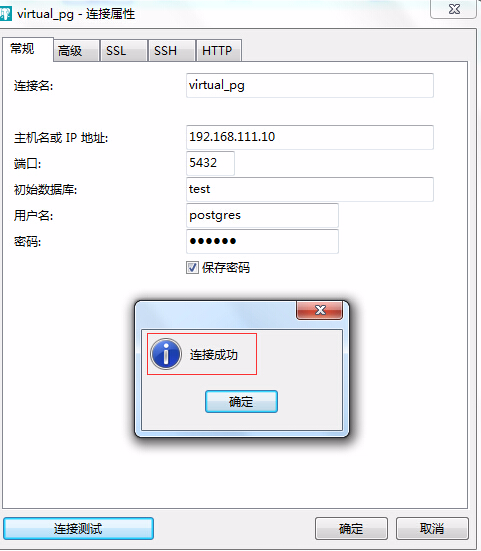 virtual_pg - 连接属性
常规 高级 SSL SSH HTTP
连接名: virtual_pg
主机名或 IP 地址: 192.168.111.10
端口: 5432
初始数据库: test
用户名: postgres
密码: ●●●●●●
保存密码
连接成功
确定
连接测试 确定 取消